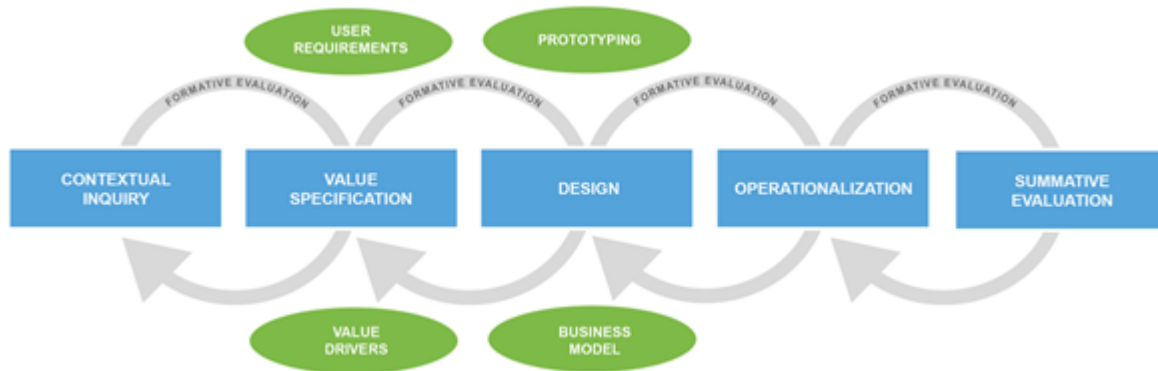 USER
REQUIREMENTS
PROTOTYPING
FORMATIVE EVALUATION
FORMATIVE EVALUATION
FORMATIVE EVALUATION
FORMATIVE EVALUATION
CONTEXTUAL
INQUIRY
VALUE
SPECIFICATION
DESIGN
OPERATIONALIZATION
SUMMATIVE
EVALUATION
VALUE
DRIVERS
BUSINESS
MODEL